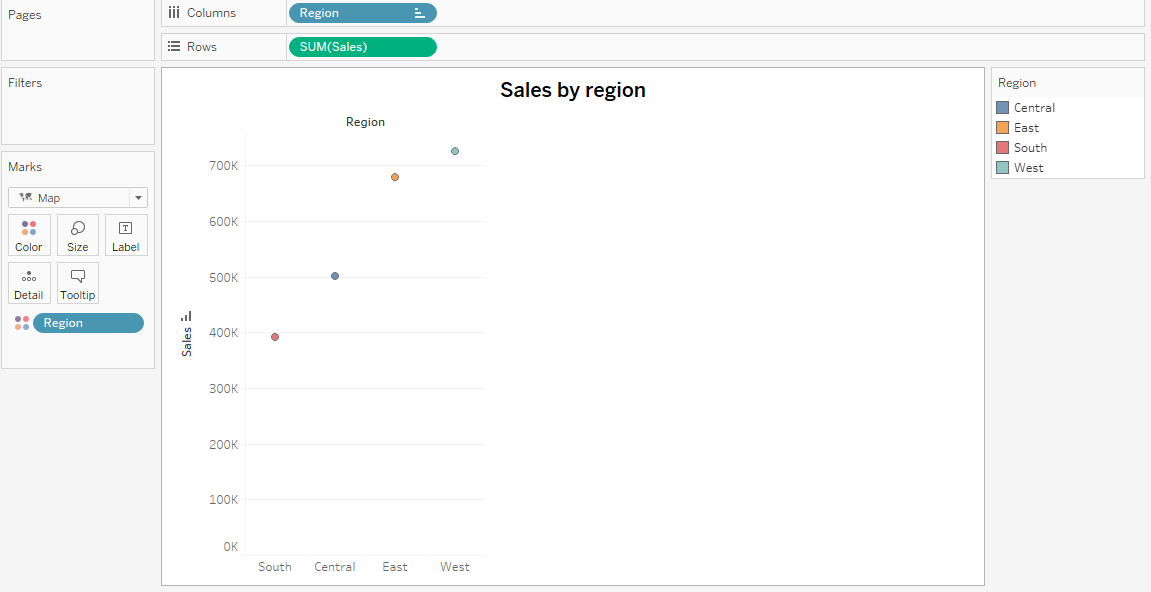 Pages
Columns
Region
Rows
SUM(Sales)
Filters
Marks
Map
Color
Size
T
Label
Detail
Tooltip
Region
Sales by region
Region
700K
600K
500K
400K
300K
200K
100K
0K
Sales
South
Central
East
West
Region
Central
East
South
West